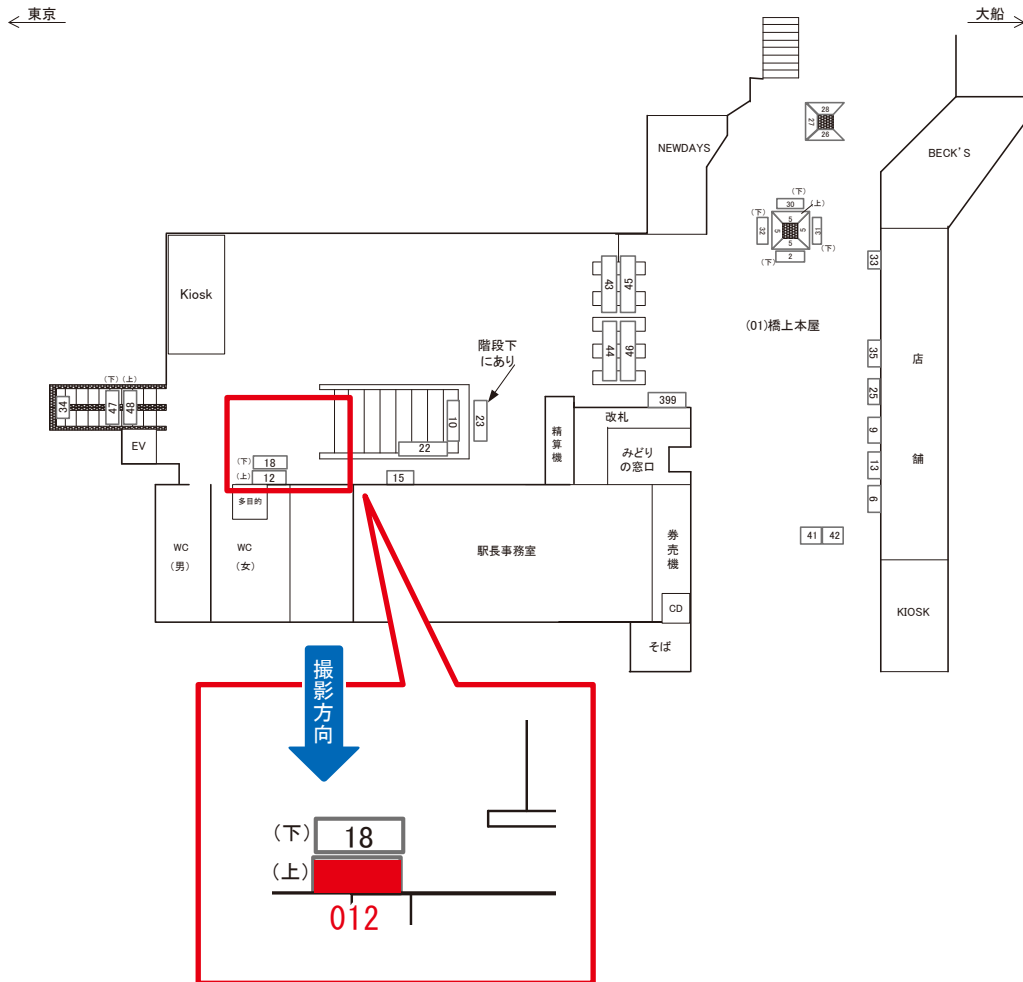 東京
大船
28
27
26
NEWDAYS
BECK'S
(下)
30
(上)
(下)
32
5
5
5
5
31
(下)
2
(下)
33
Kiosk
43
45
(01)橋上本屋
44
46
35
店
階段下
にあり
(下)
(上)
34
47
48
25
399
10
23
改札
9
EV
22
精算機
みどり
の窓口
舗
(下)
18
(上)
12
15
13
多目的
6
41
42
WC
(男)
WC
(女)
駅長事務室
券売機
CD
KIOSK
そば
撮影方向
(下)
18
(上)
012